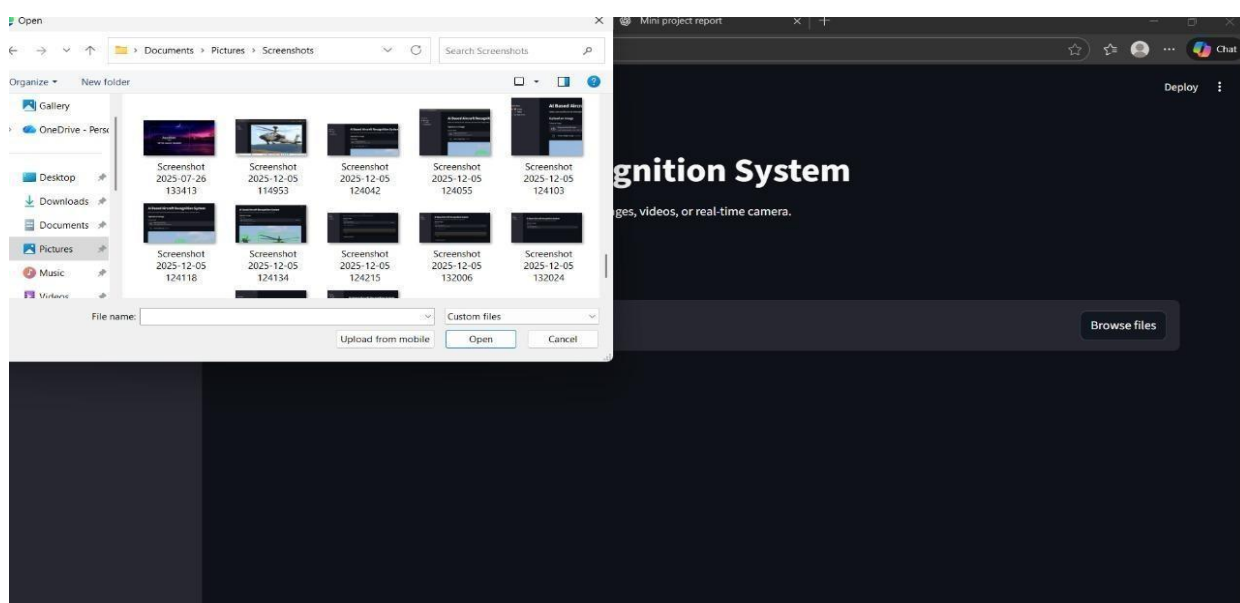 Open
Mini project report
Documents > Pictures > Screenshots
Search Screenshots
Chat
Organize
New folder
Deploy
Gallery
OneDrive - Persc
Desktop
Downloads
Documents
Pictures
Music
Videos
Screenshot
2025-07-26
133413
Screenshot
2025-12-05
114953
Screenshot
2025-12-05
124042
Screenshot
2025-12-05
124055
Screenshot
2025-12-05
124103
Screenshot
2025-12-05
124118
Screenshot
2025-12-05
124134
Screenshot
2025-12-05
124215
Screenshot
2025-12-05
132006
Screenshot
2025-12-05
132024
File name:
Custom files
Upload from mobile
Open
Cancel
gnition System
ges, videos, or real-time camera.
Browse files